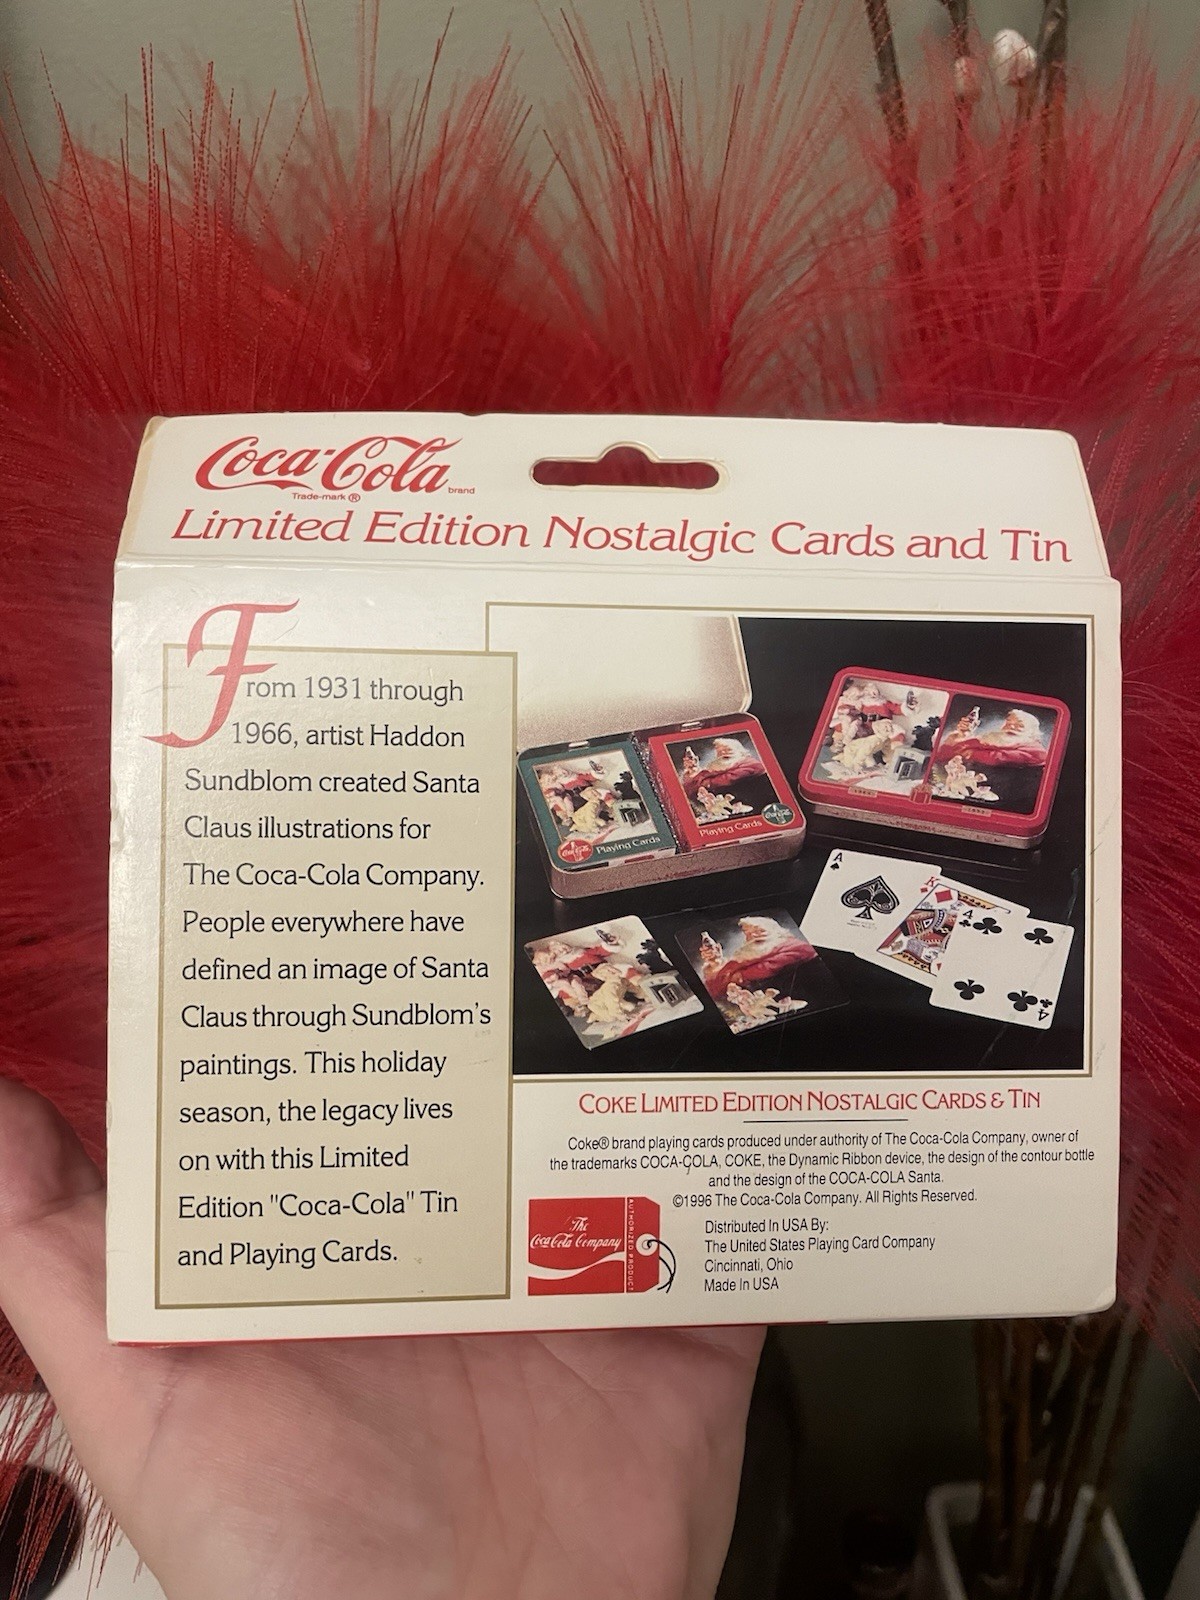 Coca-Cola
Trade-mark ® brand
Limited Edition Nostalgic Cards and Tin
From 1931 through
1966, artist Haddon
Sundblom created Santa
Claus illustrations for
The Coca-Cola Company.
People everywhere have
defined an image of Santa
Claus through Sundblom's
paintings. This holiday
season, the legacy lives
on with this Limited
Edition "Coca-Cola" Tin
and Playing Cards.
Playing Cards
Playing Cards
A
K
A
4
COKE LIMITED EDITION NOSTALGIC CARDS & TIN
Coke® brand playing cards produced under authority of The Coca-Cola Company, owner of
the trademarks COCA-COLA, COKE, the Dynamic Ribbon device, the design of the contour bottle
and the design of the COCA-COLA Santa.
©1996 The Coca-Cola Company. All Rights Reserved.
The
Coca-Cola Company
AUTHORIZED PRODUCT
Distributed In USA By:
The United States Playing Card Company
Cincinnati, Ohio
Made In USA